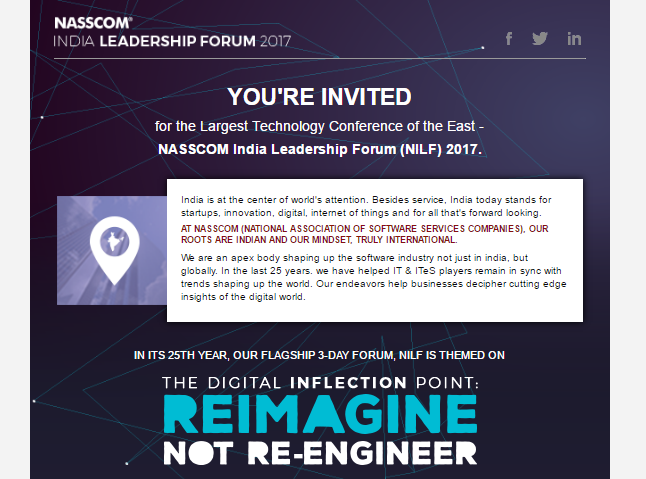 NASSCOM®
INDIA LEADERSHIP FORUM 2017
YOU'RE INVITED
for the Largest Technology Conference of the East -
NASSCOM India Leadership Forum (NILF) 2017.
India is at the center of world's attention. Besides service, India today stands for
startups, innovation, digital, internet of things and for all that's forward looking.
AT NASSCOM (NATIONAL ASSOCIATION OF SOFTWARE SERVICES COMPANIES), OUR
ROOTS ARE INDIAN AND OUR MINDSET, TRULY INTERNATIONAL.
We are an apex body shaping up the software industry not just in india, but
globally. In the last 25 years. we have helped IT & ITeS players remain in sync with
trends shaping up the world. Our endeavors help businesses decipher cutting edge
insights of the digital world.
IN ITS 25TH YEAR, OUR FLAGSHIP 3-DAY FORUM, NILF IS THEMED ON
THE DIGITAL INFLECTION POINT:
REIMAGINE
NOT RE-ENGINEER